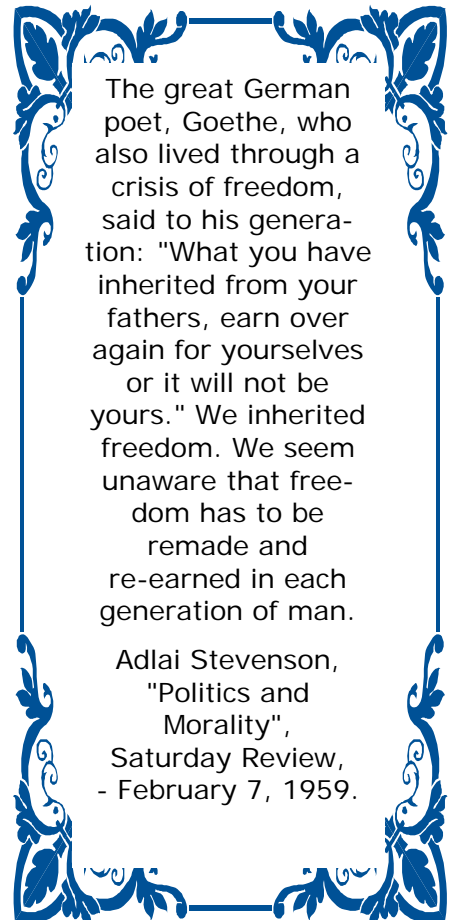 The great German
poet, Goethe, who
also lived through a
crisis of freedom,
said to his genera-
tion: "What you have
inherited from your
fathers, earn over
again for yourselves
or it will not be
yours." We inherited
freedom. We seem
unaware that free-
dom has to be
remade and
re-earned in each
generation of man.
Adlai Stevenson,
"Politics and
Morality",
Saturday Review,
- February 7, 1959.